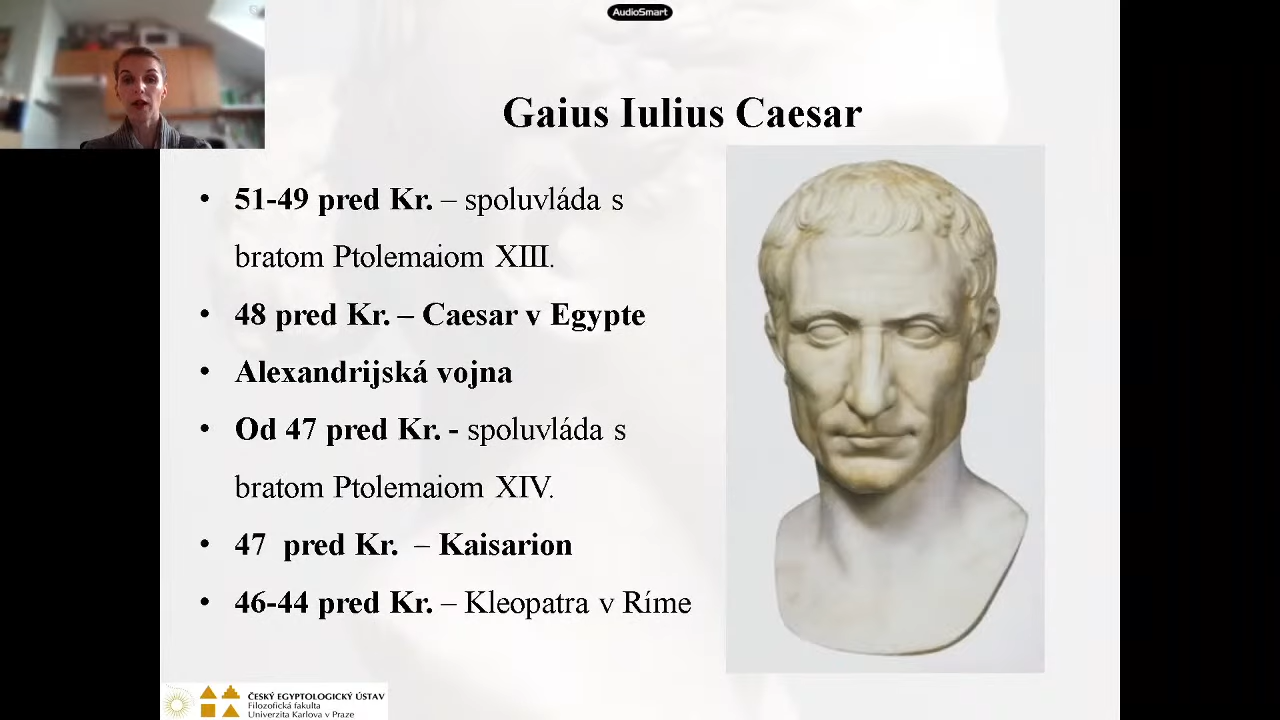 AudioSmart
Gaius Iulius Caesar
• 51-49 pred Kr. – spoluvláda s
bratom Ptolemaiom XIII.
• 48 pred Kr. – Caesar v Egypte
• Alexandrijská vojna
• Od 47 pred Kr. - spoluvláda s
bratom Ptolemaiom XIV.
• 47 pred Kr. – Kaisarion
• 46-44 pred Kr. – Kleopatra v Ríme
ČESKÝ EGYPTOLOGICKÝ ÚSTAV
Filozofická fakulta
Univerzita Karlova v Praze